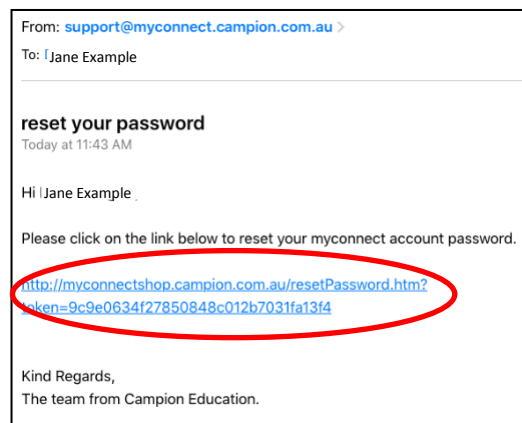 From: support@myconnect.campion.com.au >
To: Jane Example
reset your password
Today at 11:43 AM
Hi Jane Example
Please click on the link below to reset your myconnect account password.
http://myconnectshop.campion.com.au/resetPassword.htm?
token=9c9e0634f27850848c012b7031fa13f4
Kind Regards,
The team from Campion Education.